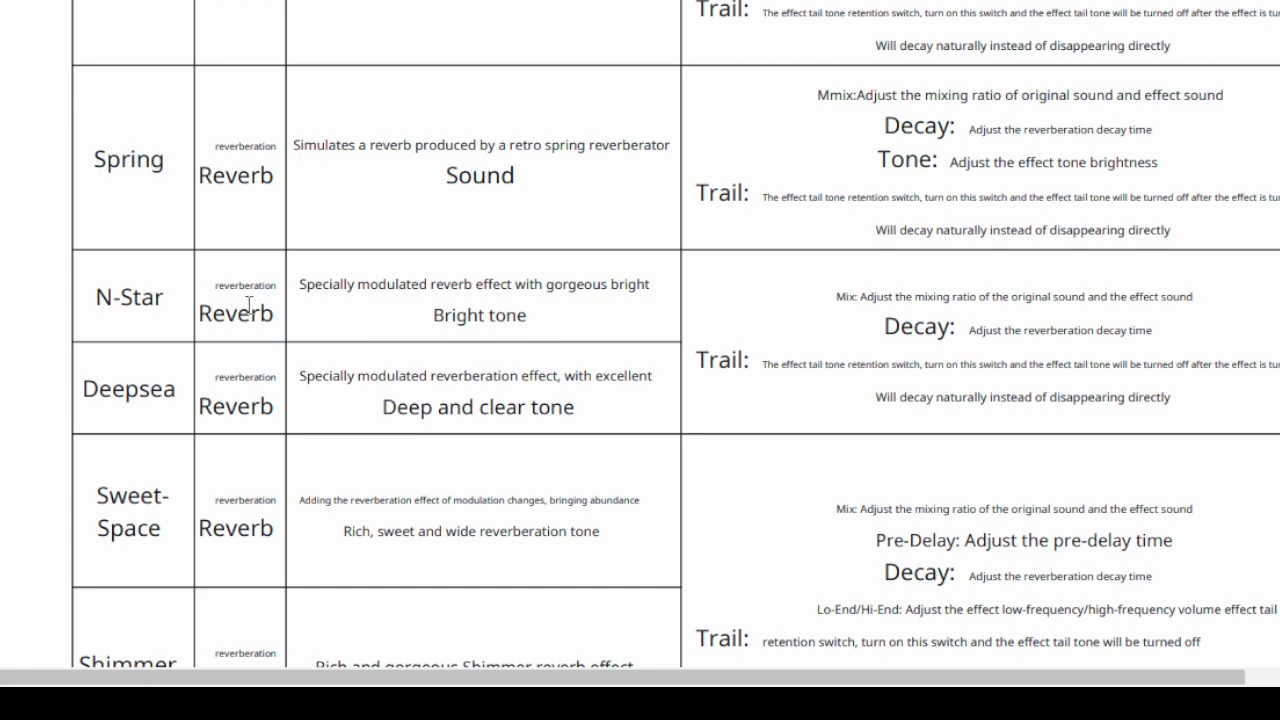 Trail: The effect tail tone retention switch, turn on this switch and the effect tail tone will be turned off after the effect is
Will decay naturally instead of disappearing directly
Spring
reverberation
Reverb
Simulates a reverb produced by a retro spring reverberator
Sound
Mmix:Adjust the mixing ratio of original sound and effect sound
Decay: Adjust the reverberation decay time
Tone: Adjust the effect tone brightness
Trail: The effect tail tone retention switch, turn on this switch and the effect tail tone will be turned off after the effect is
Will decay naturally instead of disappearing directly
N-Star
reverberation
Reverb
Specially modulated reverb effect with gorgeous bright
Bright tone
Mix: Adjust the mixing ratio of the original sound and the effect sound
Decay: Adjust the reverberation decay time
Trail: The effect tail tone retention switch, turn on this switch and the effect tail tone will be turned off after the effect is
Will decay naturally instead of disappearing directly
Deepsea
reverberation
Reverb
Specially modulated reverberation effect, with excellent
Deep and clear tone
Sweet-
Space
reverberation
Reverb
Adding the reverberation effect of modulation changes, bringing abundance
Rich, sweet and wide reverberation tone
Mix: Adjust the mixing ratio of the original sound and the effect sound
Pre-Delay: Adjust the pre-delay time
Decay: Adjust the reverberation decay time
Lo-End/Hi-End: Adjust the effect low-frequency/high-frequency volume effect tail
Trail: retention switch, turn on this switch and the effect tail tone will be turned off
Shimmer
reverberation
Rich and gorgeous Shimmer reverb effect